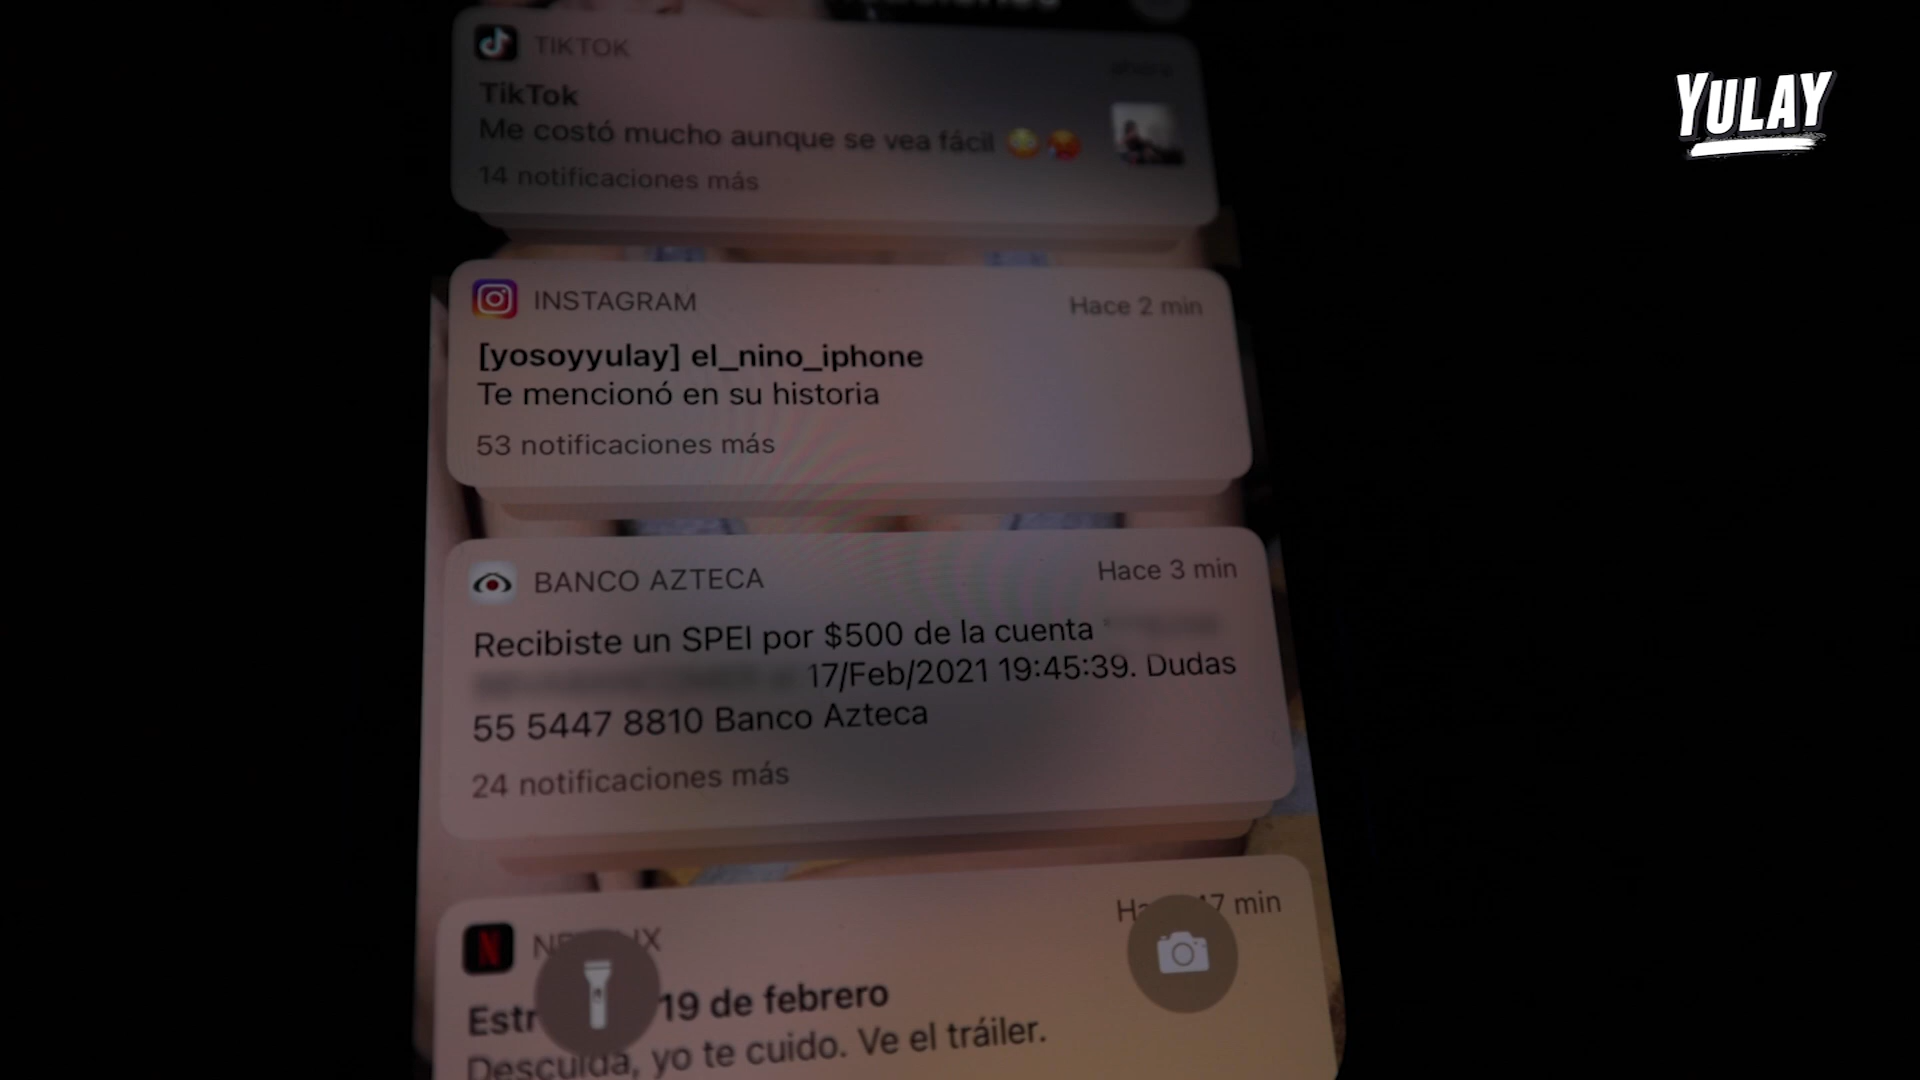 TIKTOK
ahora
TikTok
Me costó mucho aunque se vea fácil
14 notificaciones más
YULAY
INSTAGRAM
Hace 2 min
[yosoyyulay] el_nino_iphone
Te mencionó en su historia
53 notificaciones más
BANCO AZTECA
Hace 3 min
Recibiste un SPEI por $500 de la cuenta
17/Feb/2021 19:45:39. Dudas
55 5447 8810 Banco Azteca
24 notificaciones más
min
19 de febrero
Descuida, yo te cuido. Ve el tráiler.